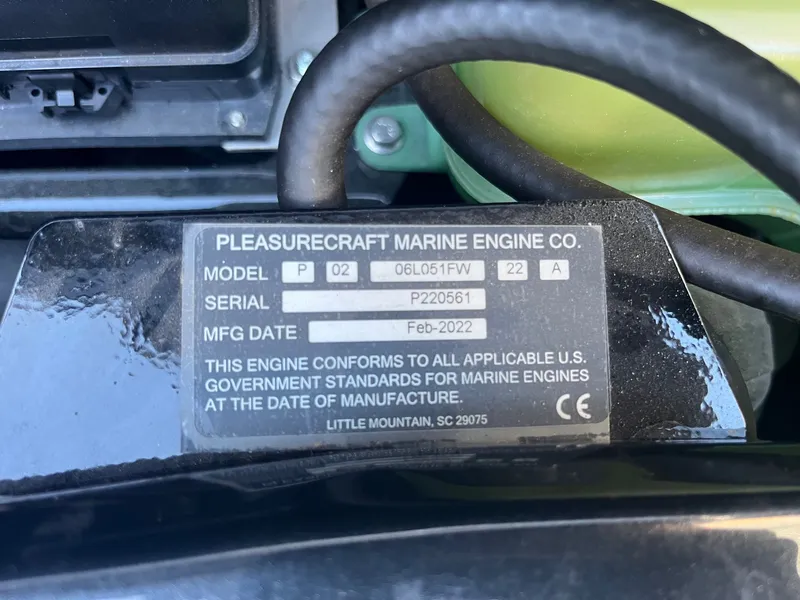 PLEASURECRAFT MARINE ENGINE CO.
MODEL P 02 06L051FW 22 A
SERIAL P220561
MFG DATE Feb-2022
THIS ENGINE CONFORMS TO ALL APPLICABLE U.S.
GOVERNMENT STANDARDS FOR MARINE ENGINES
AT THE DATE OF MANUFACTURE.
CE
LITTLE MOUNTAIN, SC 29075